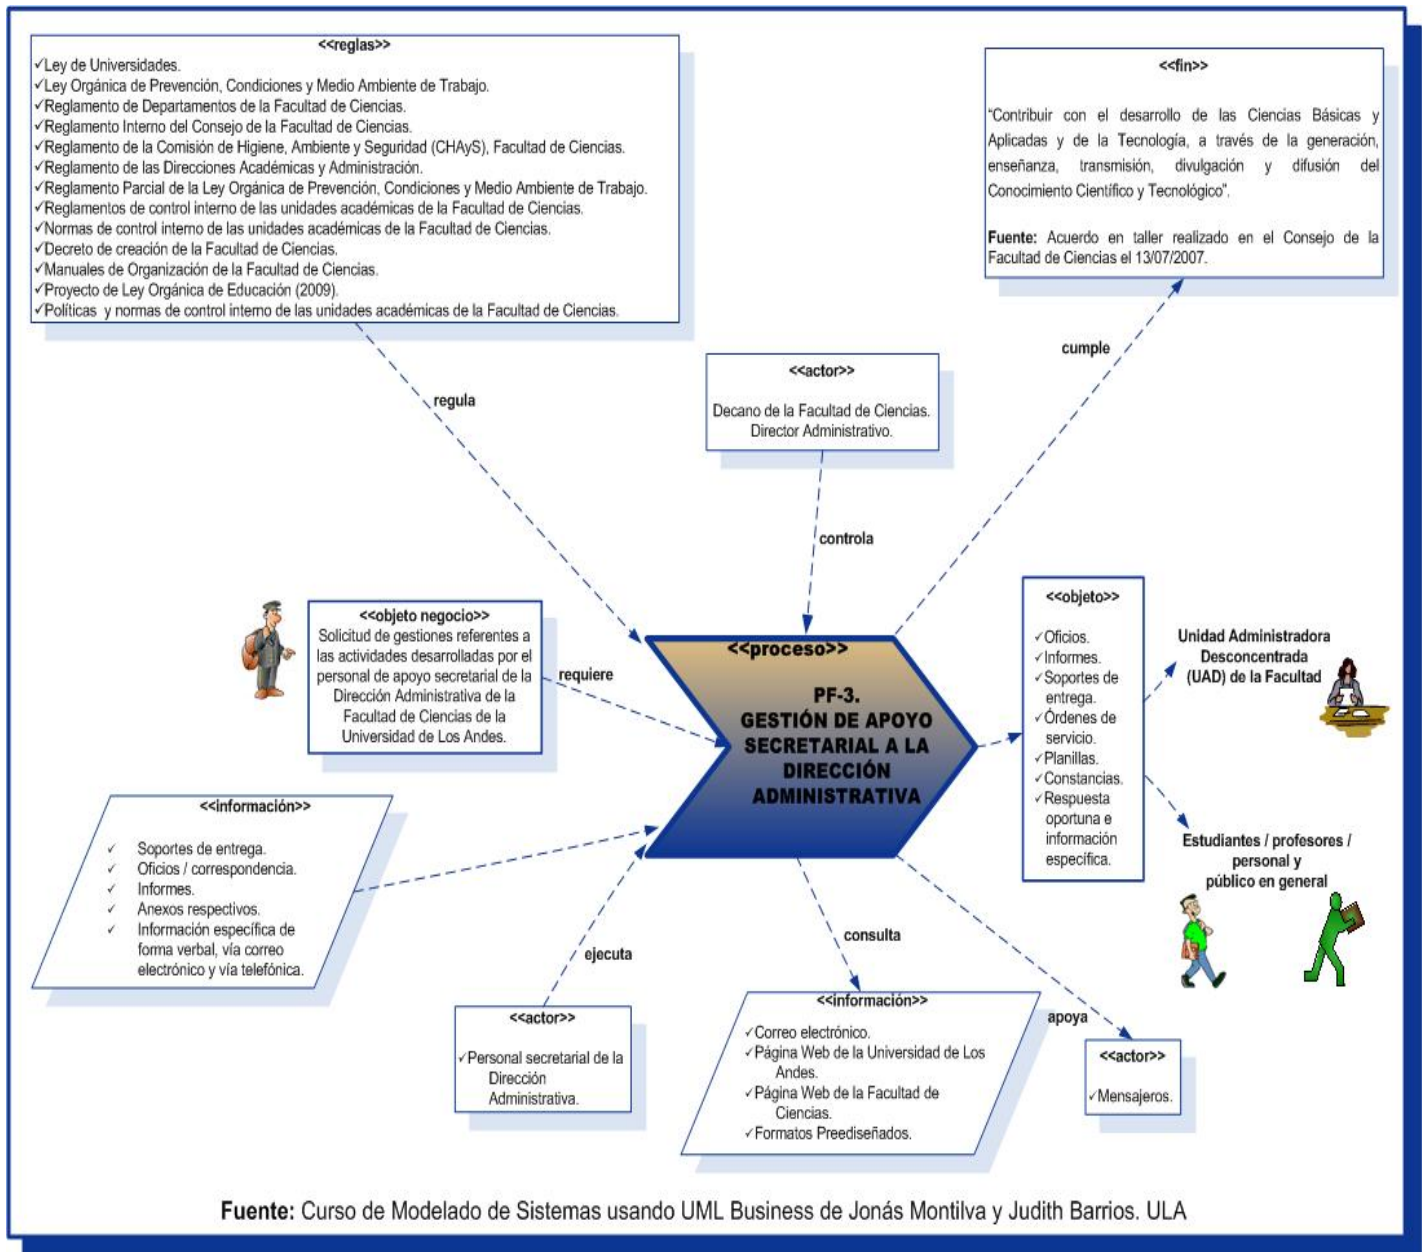 <<reglas>>
✓Ley de Universidades.
✓Ley Orgánica de Prevención, Condiciones y Medio Ambiente de Trabajo.
✓Reglamento de Departamentos de la Facultad de Ciencias.
✓Reglamento Interno del Consejo de la Facultad de Ciencias.
✓Reglamento de la Comisión de Higiene, Ambiente y Seguridad (CHAyS), Facultad de Ciencias.
✓Reglamento de las Direcciones Académicas y Administración.
✓Reglamento Parcial de la Ley Orgánica de Prevención, Condiciones y Medio Ambiente de Trabajo.
✓Reglamentos de control interno de las unidades académicas de la Facultad de Ciencias.
✓Normas de control interno de las unidades académicas de la Facultad de Ciencias.
✓Decreto de creación de la Facultad de Ciencias.
✓Manuales de Organización de la Facultad de Ciencias.
✓Proyecto de Ley Orgánica de Educación (2009).
✓Políticas y normas de control interno de las unidades académicas de la Facultad de Ciencias.
<<fin>>
"Contribuir con el desarrollo de las Ciencias Básicas y
Aplicadas y de la Tecnología, a través de la generación,
enseñanza, transmisión, divulgación y difusión del
Conocimiento Científico y Tecnológico".
Fuente: Acuerdo en taller realizado en el Consejo de la
Facultad de Ciencias el 13/07/2007.
cumple
<<actor>>
Decano de la Facultad de Ciencias.
Director Administrativo.
regula
controla
<<objeto negocio>>
Solicitud de gestiones referentes a
las actividades desarrolladas por el
personal de apoyo secretarial de la
Dirección Administrativa de la
Facultad de Ciencias de la
Universidad de Los Andes.
requiere
<<proceso>>
PF-3.
GESTIÓN DE APOYO
SECRETARIAL A LA
DIRECCIÓN
ADMINISTRATIVA
<<objeto>>
✓Oficios.
✓Informes.
✓Soportes de
entrega.
✓Órdenes de
servicio.
✓Planillas.
✓Constancias.
✓Respuesta
oportuna e
información
específica.
Unidad Administradora
Desconcentrada
(UAD) de la Facultad
Estudiantes / profesores /
personal y
público en general
<<información>>
✓ Soportes de entrega.
✓ Oficios / correspondencia.
✓ Informes.
✓ Anexos respectivos.
✓ Información específica de
forma verbal, vía correo
electrónico y vía telefónica.
ejecuta
<<actor>>
✓Personal secretarial de la
Dirección
Administrativa.
consulta
<<información>>
✓Correo electrónico.
✓Página Web de la Universidad de Los
Andes.
✓Página Web de la Facultad de
Ciencias.
✓Formatos Preediseñados.
apoya
<<actor>>
✓Mensajeros.
Fuente: Curso de Modelado de Sistemas usando UML Business de Jonás Montilva y Judith Barrios. ULA